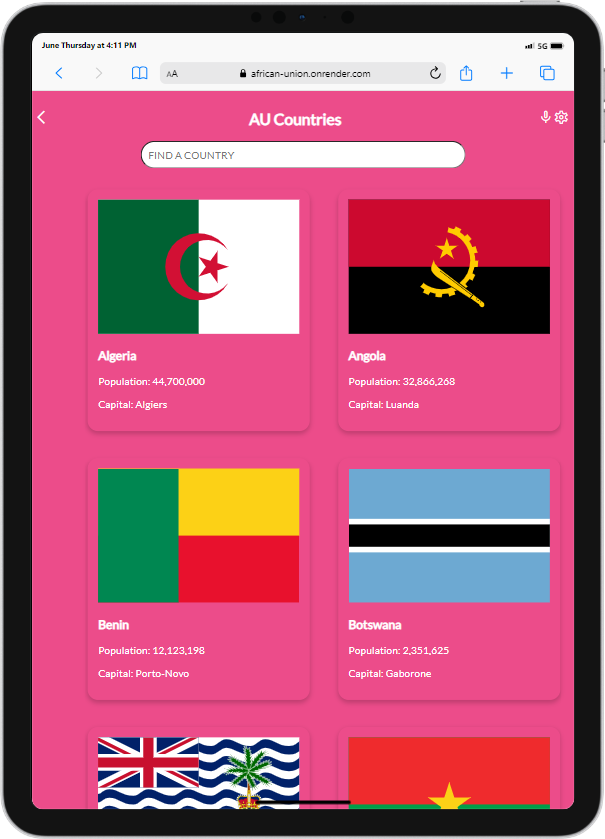 June Thursday at 4:11 PM
5G
AA
african-union.onrender.com
AU Countries
FIND A COUNTRY
Algeria
Population: 44,700,000
Capital: Algiers
Angola
Population: 32,866,268
Capital: Luanda
Benin
Population: 12,123,198
Capital: Porto-Novo
Botswana
Population: 2,351,625
Capital: Gaborone